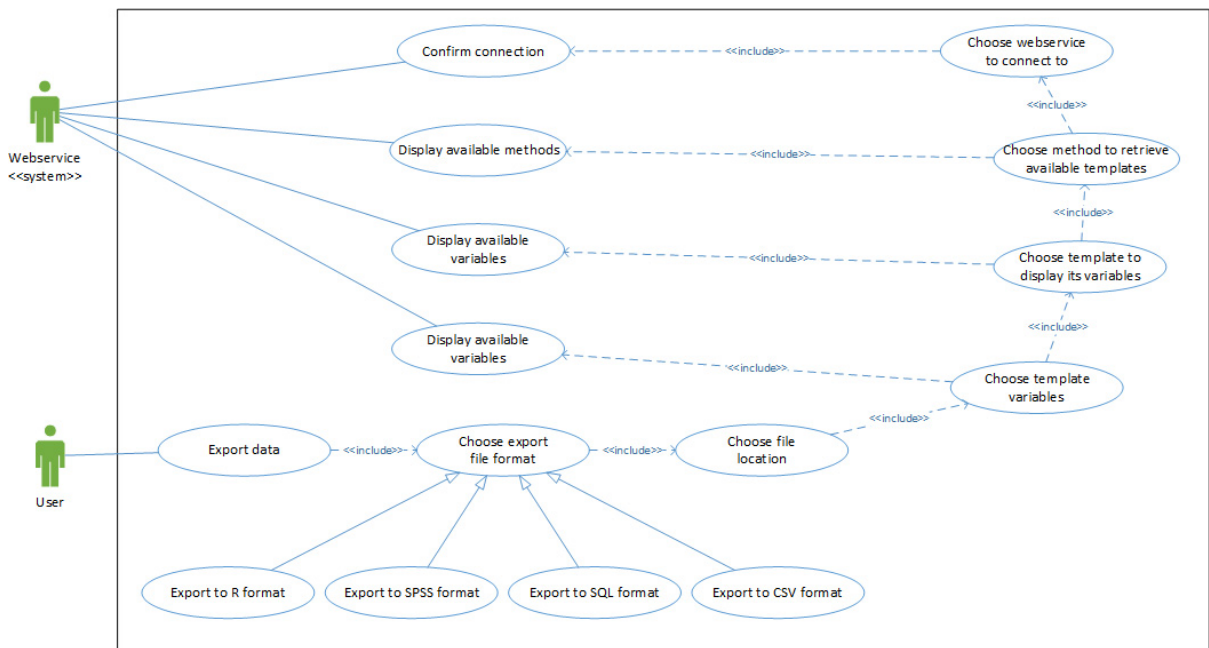 Confirm connection
<<include>>
Choose webservice
to connect to
<<include>>
Webservice
<<system>>
Display available methods
<<include>>
Choose method to retrieve
available templates
<<include>>
Display available
variables
<<include>>
Choose template to
display its variables
<<include>>
Display available
variables
<<include>>
Choose template
variables
<<include>>
User
Export data
<<include>>
Choose export
file format
<<include>>
Choose file
location
Export to R format
Export to SPSS format
Export to SQL format
Export to CSV format